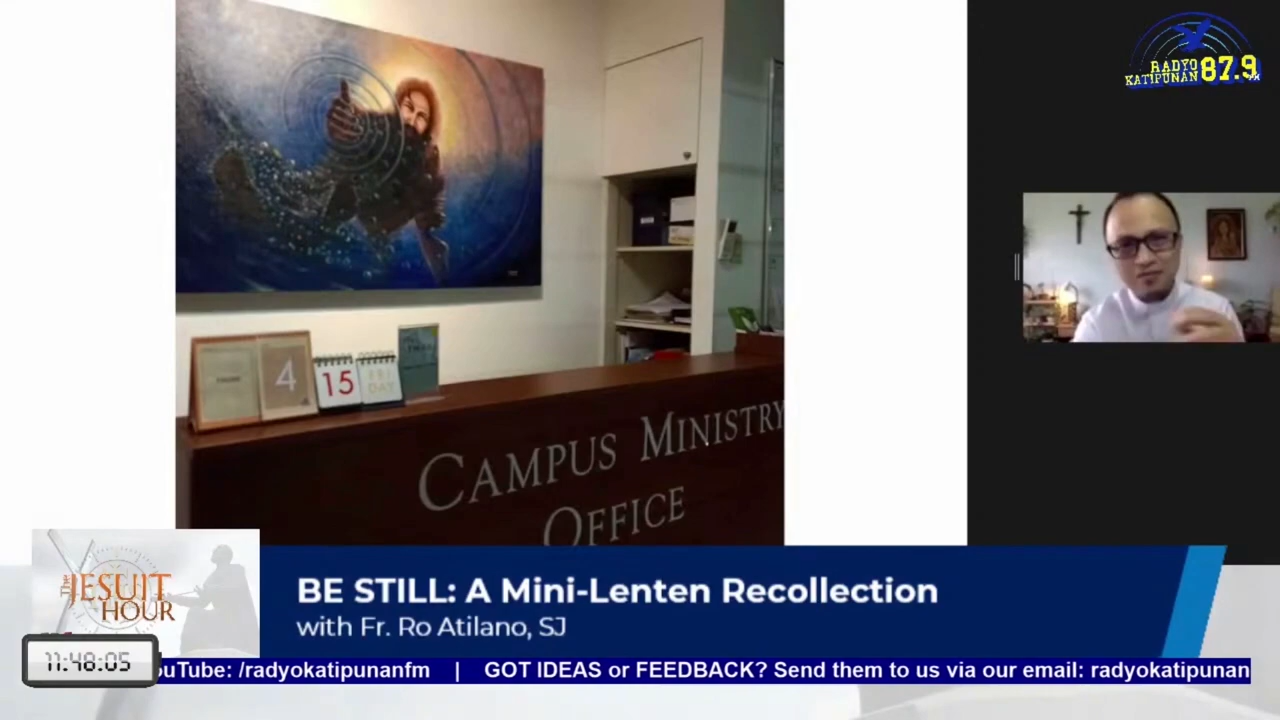 RADYO
KATIPUNAN 87.9
FM
4
15
FRI
DAY
CAMPUS MINISTRY
OFFICE
The
JESUIT
HOUR
BE STILL: A Mini-Lenten Recollection
with Fr. Ro Atilano, SJ
11:48:05
ouTube: /radyokatipunanfm | GOT IDEAS or FEEDBACK? Send them to us via our email: radyokatipunan